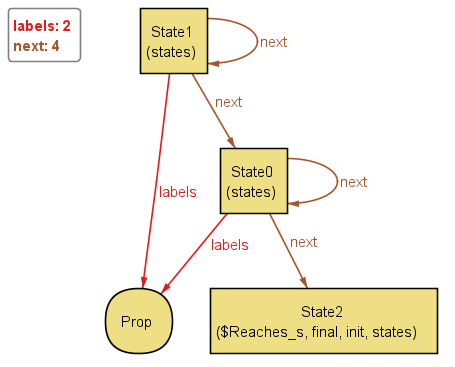 labels: 2
next: 4
State1
(states)
next
next
State0
(states)
next
labels
labels
next
Prop
State2
($Reaches_s, final, init, states)